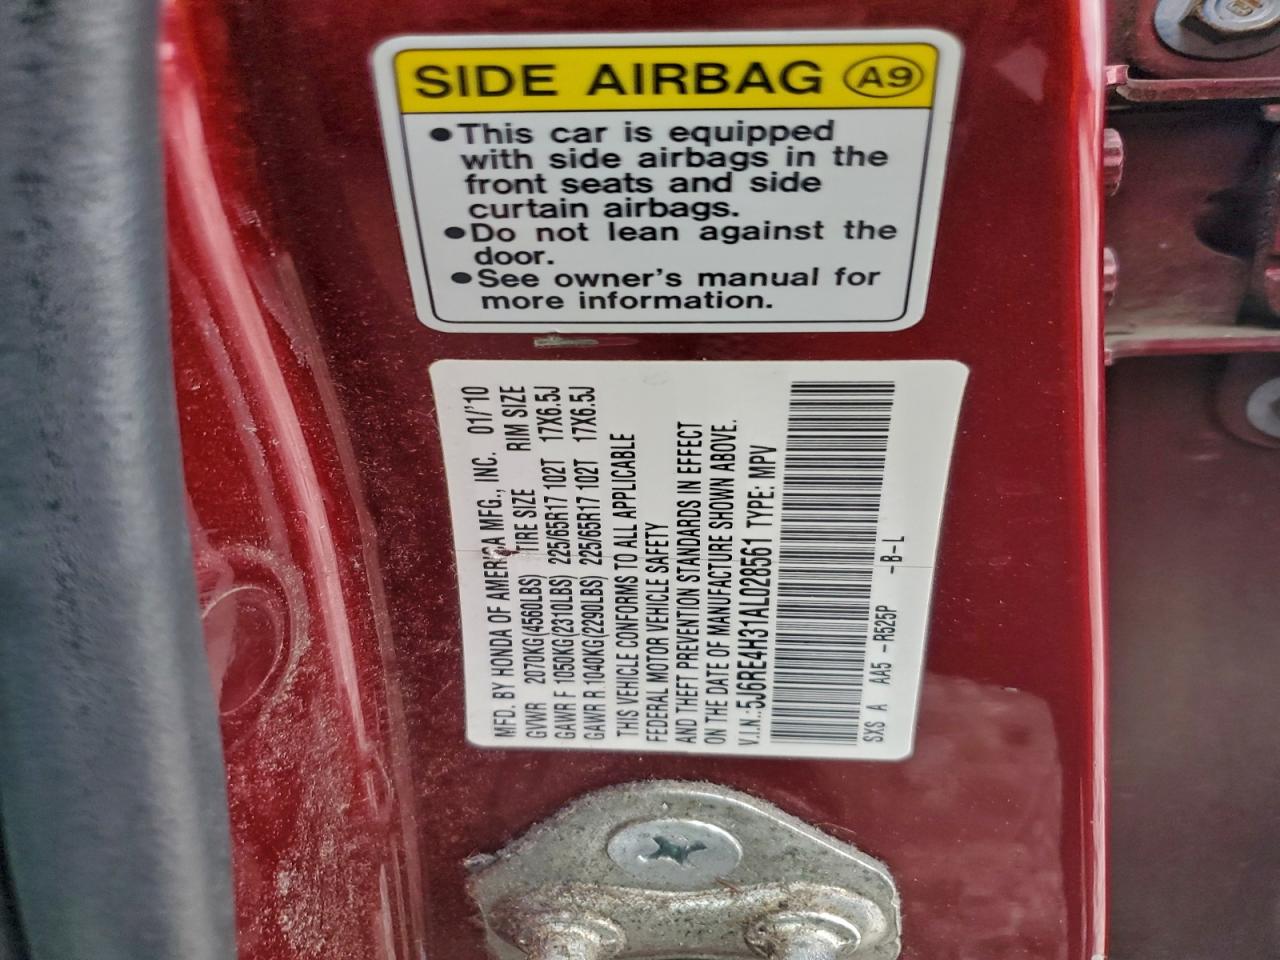 SIDE AIRBAG A9
●This car is equipped
with side airbags in the
front seats and side
curtain airbags.
●Do not lean against the
door.
●See owner's manual for
more information.
MFD. BY HONDA OF AMERICA MFG., INC. 01/'10
GVWR 2070KG(4560LBS) TIRE SIZE RIM SIZE
GAWR F 1050KG(2310LBS) 225/65R17 102T 17X6.5J
GAWR R 1040KG(2290LBS) 225/65R17 102T 17X6.5J
THIS VEHICLE CONFORMS TO ALL APPLICABLE
FEDERAL MOTOR VEHICLE SAFETY
AND THEFT PREVENTION STANDARDS IN EFFECT
ON THE DATE OF MANUFACTURE SHOWN ABOVE.
V.I.N.:5J6RE4H31AL028561 TYPE: MPV
SXS A AA5 -R525P -B-L